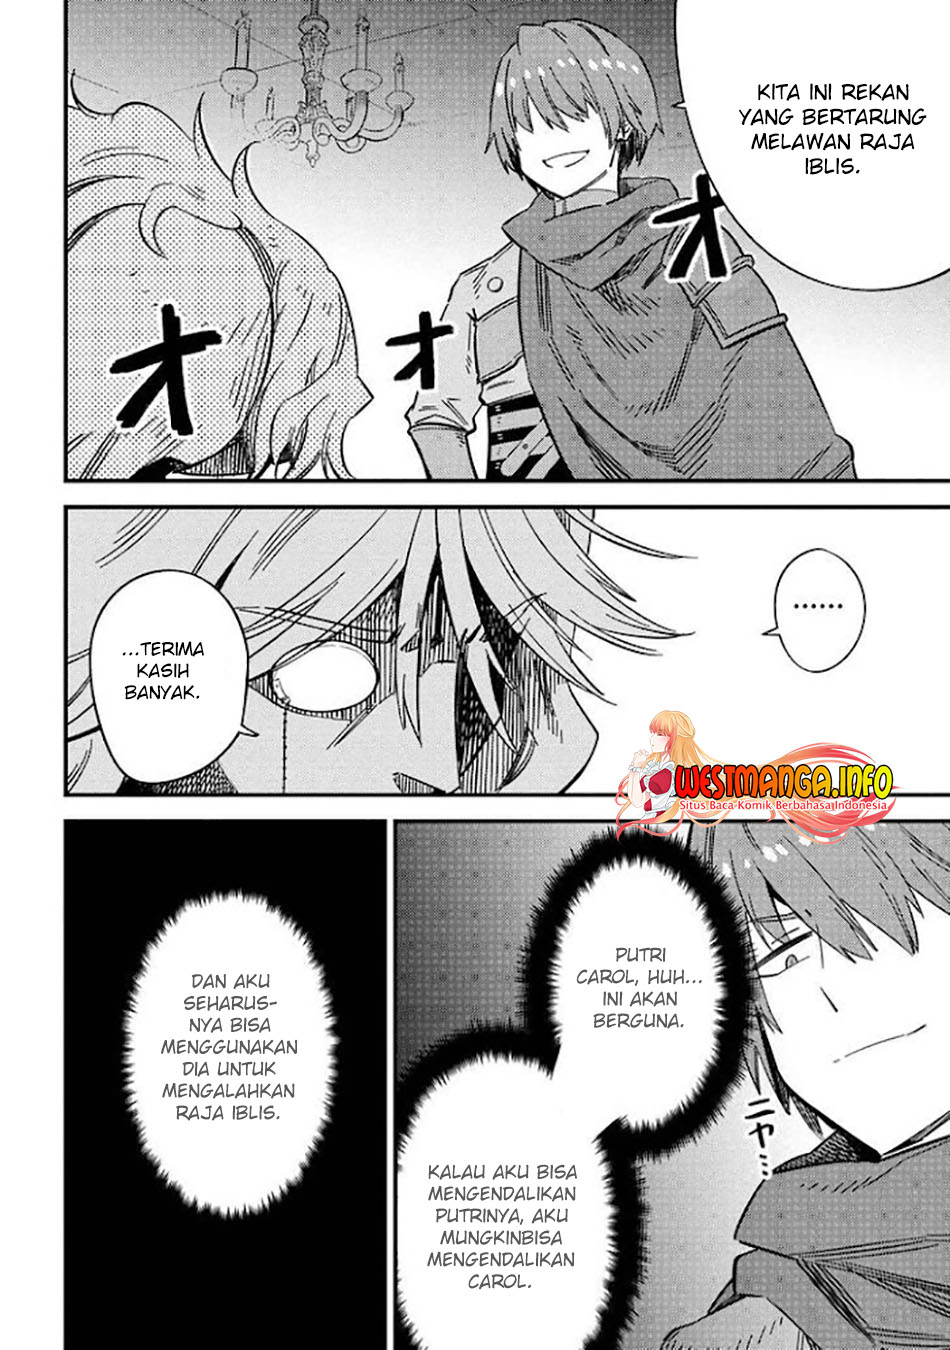 KITA INI REKAN
YANG BERTARUNG
MELAWAN RAJA
IBLIS.
オ
オ
オ
......
...TERIMA
KASIH
BANYAK.
WESTMANGA.INFO
Situs Baca Komik Berbahasa Indonesia
PUTRI
CAROL, HUH...
INI AKAN
BERGUNA.
ニャ…
KALAU AKU BISA
MENGENDALIKAN
PUTRINYA, AKU
MUNGKINBISA
MENGENDALIKAN
CAROL.
DAN AKU
SEHARUS-
NYA BISA
MENGGUNAKAN
DIA UNTUK
MENGALAHKAN
RAJA IBLIS.